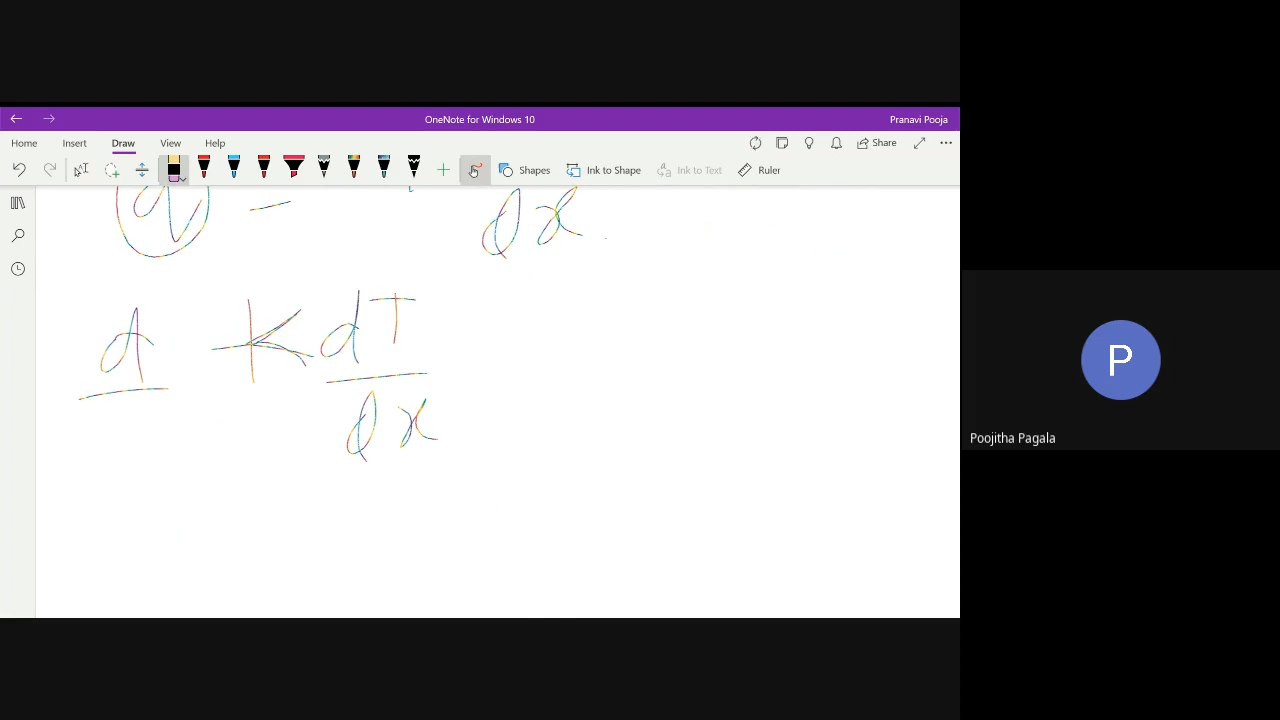 OneNote for Windows 10
Pranavi Pooja
Home Insert Draw View Help
Share
Shapes Ink to Shape Ink to Text Ruler
q -
dx
d - K dT
dx
P
Poojitha Pagala